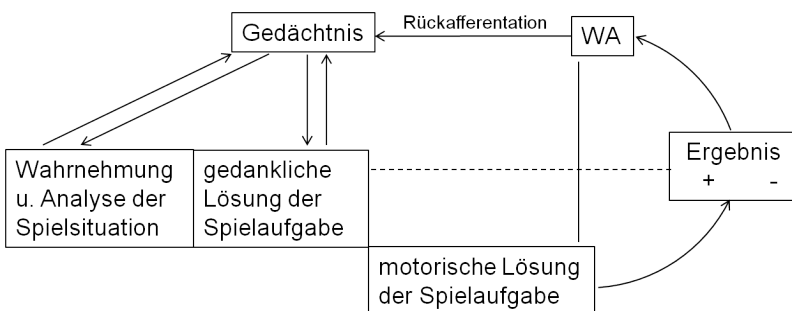 Rückafferentation
Gedächtnis
WA
Wahrnehmung
u. Analyse der
Spielsituation
gedankliche
Lösung der
Spielaufgabe
Ergebnis
+ -
motorische Lösung
der Spielaufgabe